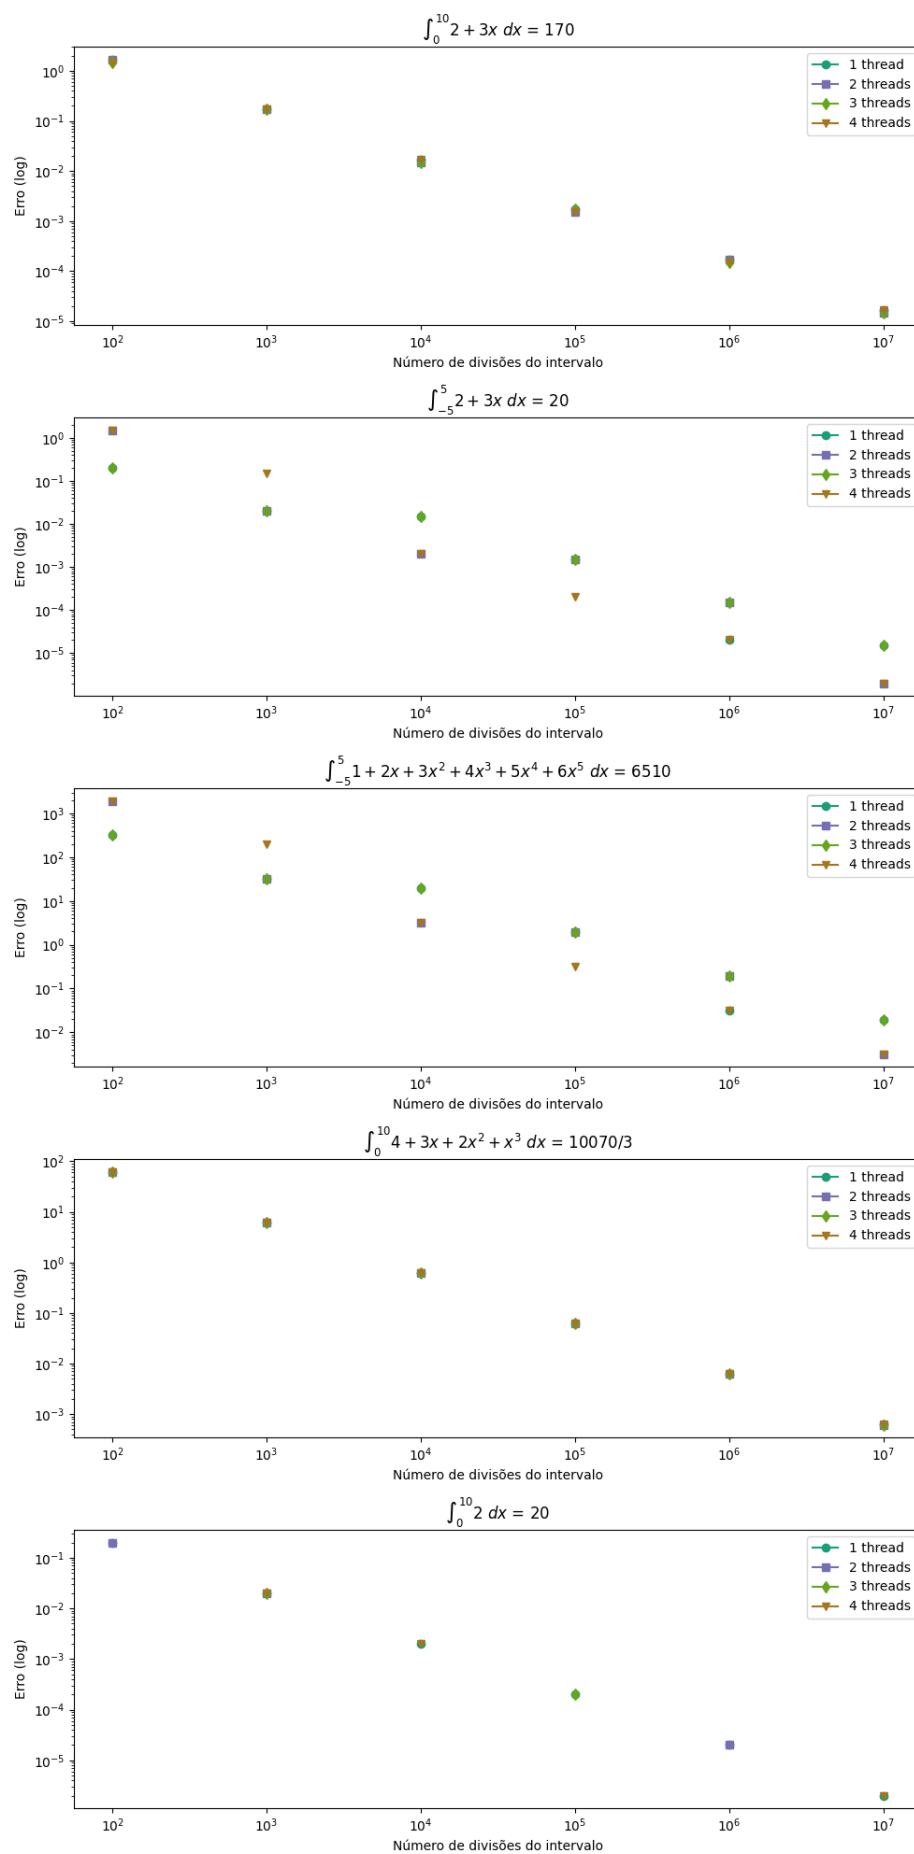 ∫₀¹⁰ 2 + 3x dx = 170
10⁰
10⁻¹
10⁻²
10⁻³
10⁻⁴
10⁻⁵
Erro (log)
1 thread
2 threads
3 threads
4 threads
10² 10³ 10⁴ 10⁵ 10⁶ 10⁷
Número de divisões do intervalo
∫₋₅⁵ 2 + 3x dx = 20
10⁰
10⁻¹
10⁻²
10⁻³
10⁻⁴
10⁻⁵
Erro (log)
1 thread
2 threads
3 threads
4 threads
10² 10³ 10⁴ 10⁵ 10⁶ 10⁷
Número de divisões do intervalo
∫₋₅⁵ 1 + 2x + 3x² + 4x³ + 5x⁴ + 6x⁵ dx = 6510
10³
10²
10¹
10⁰
10⁻¹
10⁻²
Erro (log)
1 thread
2 threads
3 threads
4 threads
10² 10³ 10⁴ 10⁵ 10⁶ 10⁷
Número de divisões do intervalo
∫₀¹⁰ 4 + 3x + 2x² + x³ dx = 10070/3
10²
10¹
10⁰
10⁻¹
10⁻²
10⁻³
Erro (log)
1 thread
2 threads
3 threads
4 threads
10² 10³ 10⁴ 10⁵ 10⁶ 10⁷
Número de divisões do intervalo
∫₀¹⁰ 2 dx = 20
10⁻¹
10⁻²
10⁻³
10⁻⁴
10⁻⁵
Erro (log)
1 thread
2 threads
3 threads
4 threads
10² 10³ 10⁴ 10⁵ 10⁶ 10⁷
Número de divisões do intervalo